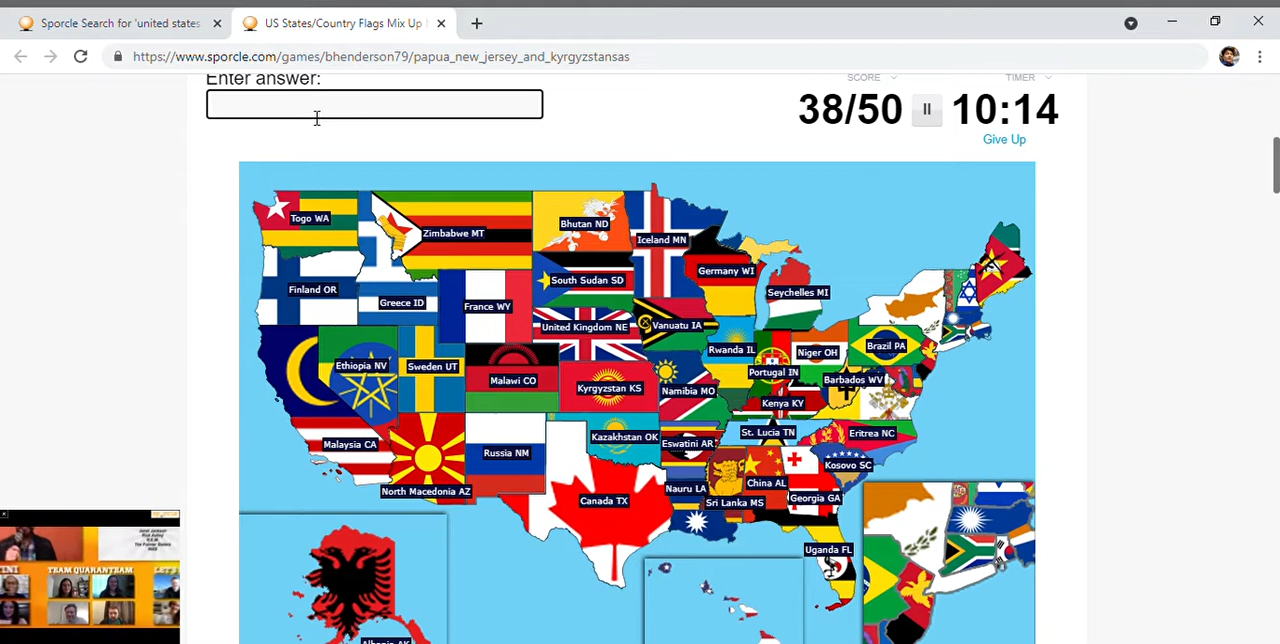 Sporcle Search for 'united states
US States/Country Flags Mix Up
https://www.sporcle.com/games/bhenderson79/papua_new_jersey_and_kyrgyzstansas
Enter answer:
SCORE
TIMER
38/50
10:14
Give Up
Togo WA
Zimbabwe MT
Bhutan ND
Iceland MN
Germany WI
Seychelles MI
Finland OR
Greece ID
France WY
South Sudan SD
United Kingdom NE
Vanuatu IA
Rwanda IL
Portugal IN
Niger OH
Brazil PA
Ethiopia NV
Sweden UT
Malawi CO
Kyrgyzstan KS
Namibia MO
Kenya KY
Barbados WV
Malaysia CA
North Macedonia AZ
Russia NM
Kazakhstan OK
Eswatini AR
St. Lucia TN
Eritrea NC
Canada TX
Nauru LA
Sri Lanka MS
China AL
Georgia GA
Kosovo SC
Uganda FL
Albania AK
TEAM QUARANTEAM